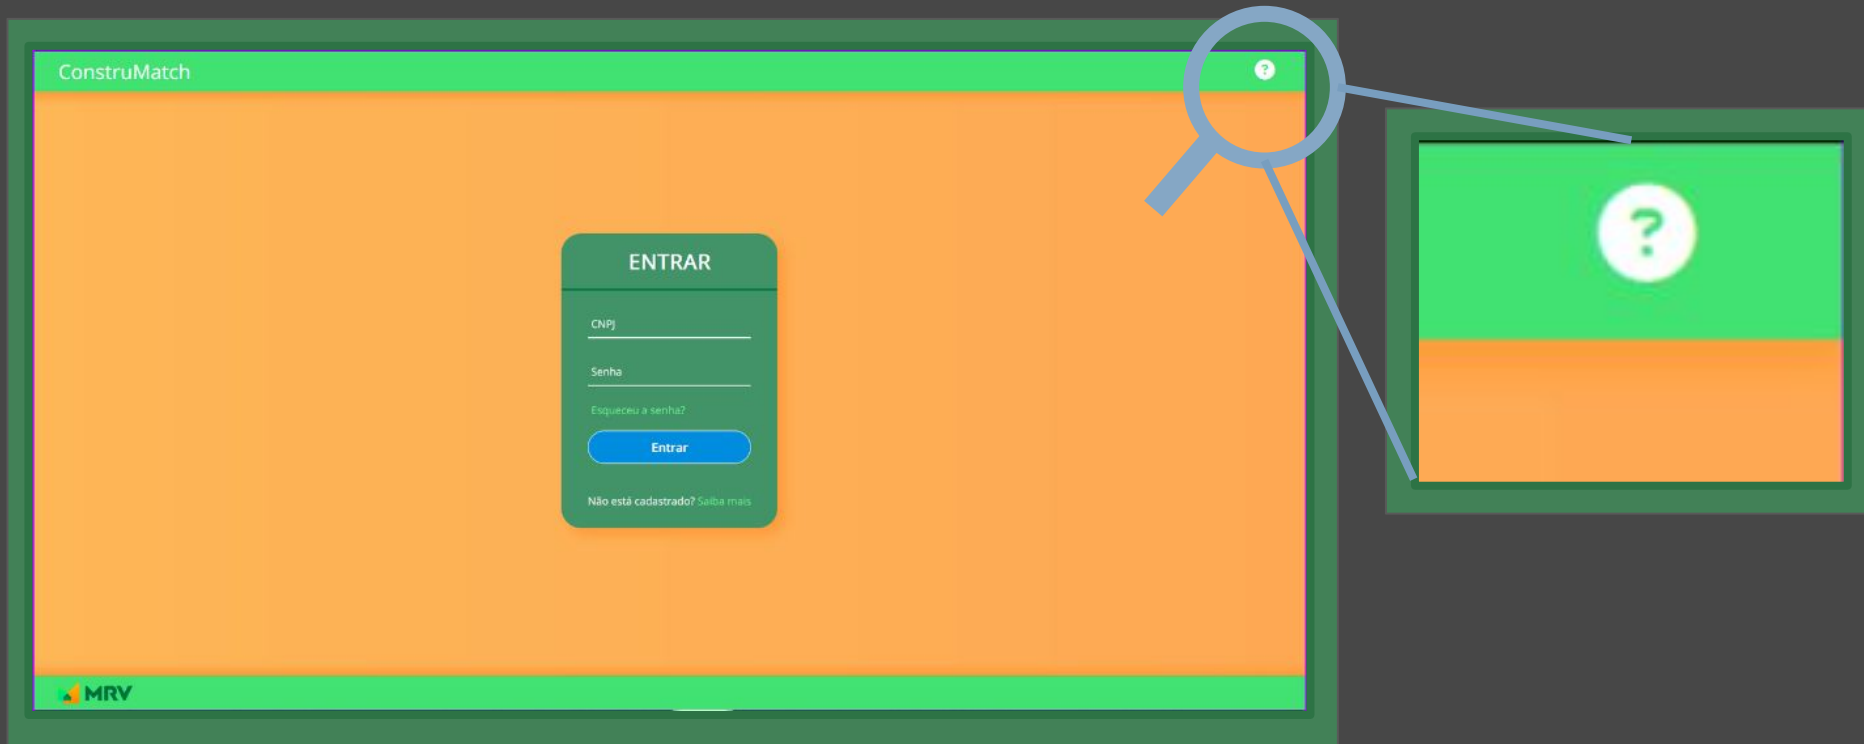 ConstruMatch
?
ENTRAR
CNPJ
Senha
Esqueceu a senha?
Entrar
Não está cadastrado? Saiba mais
MRV
?